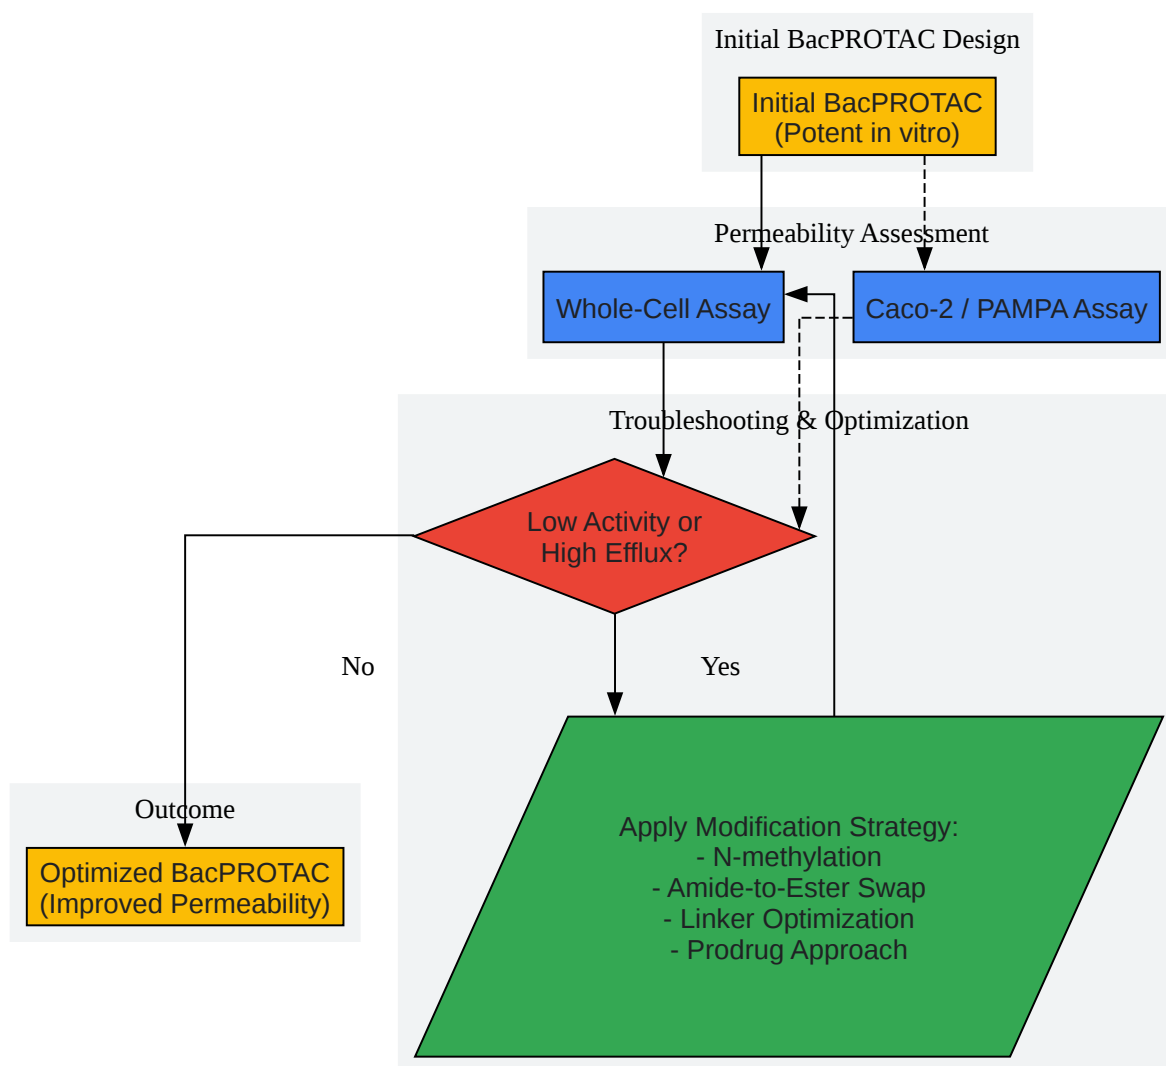 Initial BacPROTAC Design
Initial BacPROTAC
(Potent in vitro)
Permeability Assessment
Whole-Cell Assay
Caco-2 / PAMPA Assay
Troubleshooting & Optimization
Low Activity or
High Efflux?
No
Yes
Outcome
Optimized BacPROTAC
(Improved Permeability)
Apply Modification Strategy:
- N-methylation
- Amide-to-Ester Swap
- Linker Optimization
- Prodrug Approach